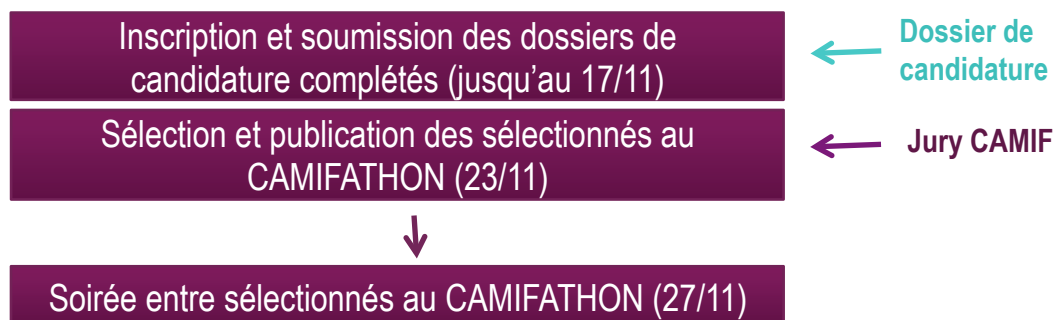 Inscription et soumission des dossiers de
candidature complétés (jusqu’au 17/11)
Dossier de
candidature
Sélection et publication des sélectionnés au
CAMIFATHON (23/11)
Jury CAMIF
Soirée entre sélectionnés au CAMIFATHON (27/11)